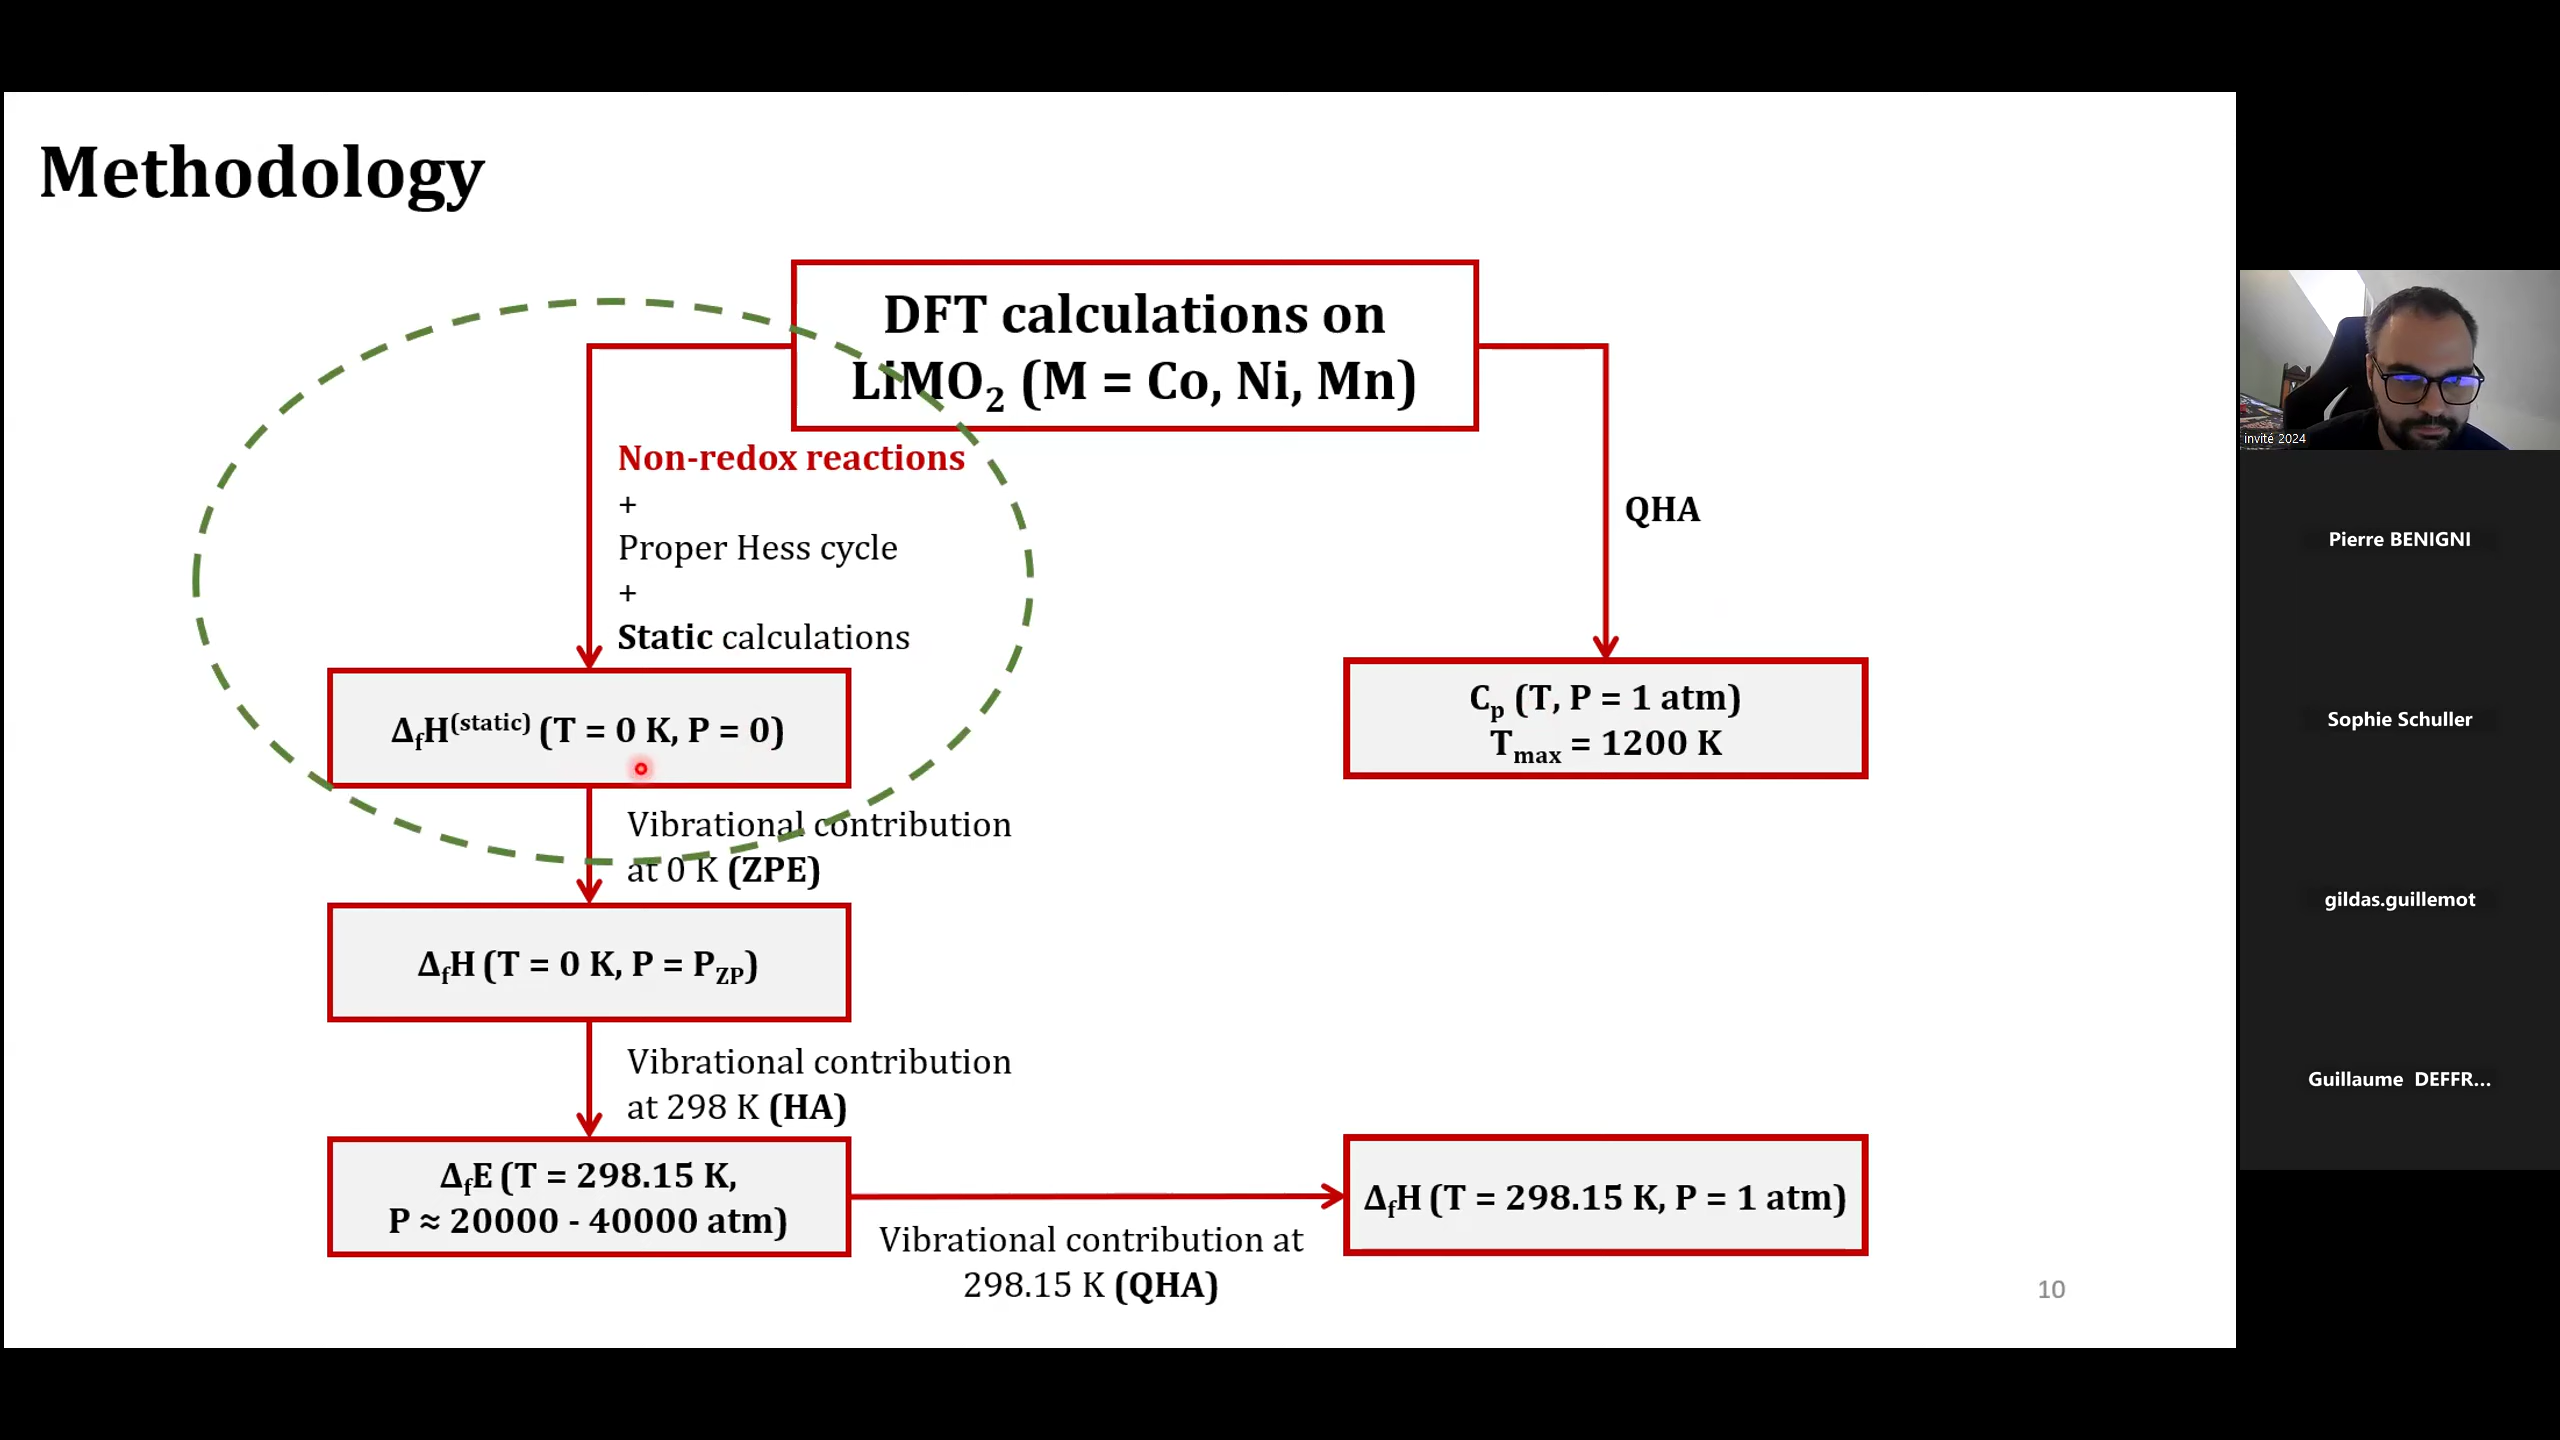 Methodology
DFT calculations on
LiMO₂ (M = Co, Ni, Mn)
Non-redox reactions
+
Proper Hess cycle
+
Static calculations
QHA
ΔfH(static) (T = 0 K, P = 0)
Cp (T, P = 1 atm)
Tmax = 1200 K
Vibrational contribution
at 0 K (ZPE)
ΔfH (T = 0 K, P = PZP)
Vibrational contribution
at 298 K (HA)
ΔfE (T = 298.15 K,
P ≈ 20000 - 40000 atm)
Vibrational contribution at
298.15 K (QHA)
ΔfH (T = 298.15 K, P = 1 atm)
10
invité 2024
Pierre BENIGNI
Sophie Schuller
gildas.guillemot
Guillaume DEFFR...